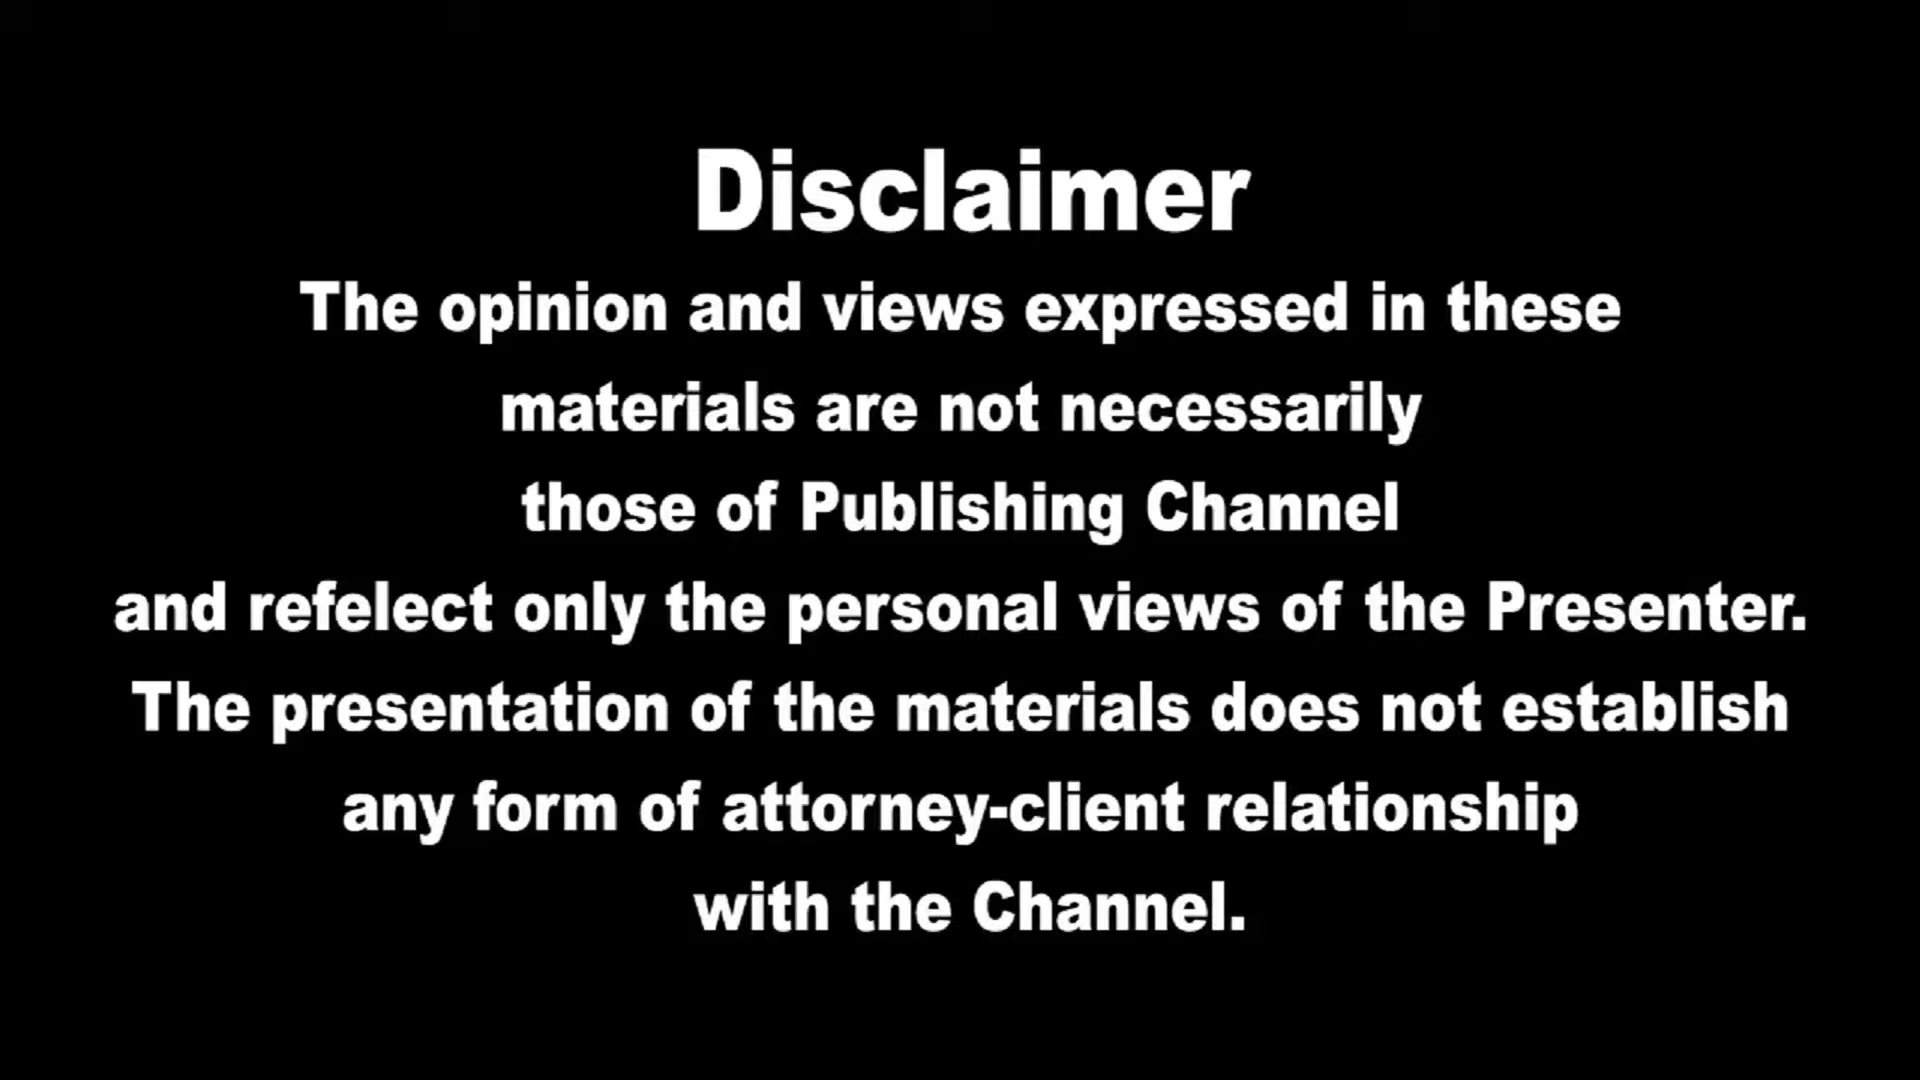 Disclaimer
The opinion and views expressed in these
materials are not necessarily
those of Publishing Channel
and refelect only the personal views of the Presenter.
The presentation of the materials does not establish
any form of attorney-client relationship
with the Channel.